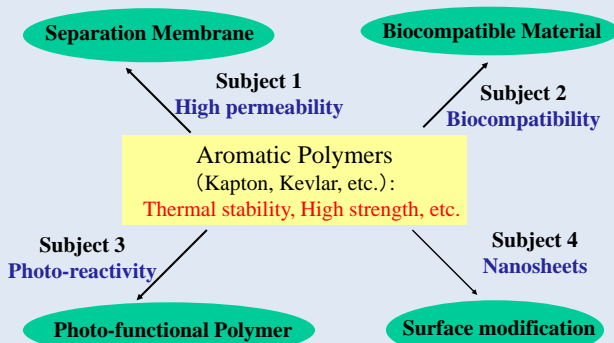 Separation Membrane
Biocompatible Material
Subject 1
High permeability
Subject 2
Biocompatibility
Aromatic Polymers
（Kapton, Kevlar, etc.）:
Thermal stability, High strength, etc.
Subject 3
Photo-reactivity
Subject 4
Nanosheets
Photo-functional Polymer
Surface modification